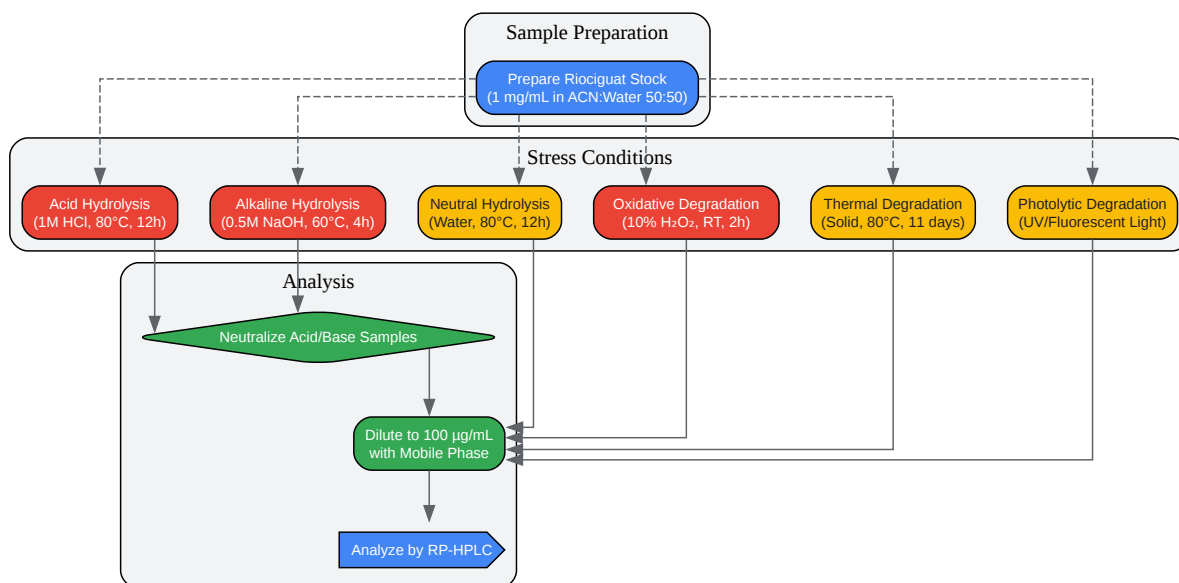 Sample Preparation
Prepare Riociguat Stock
(1 mg/mL in ACN:Water 50:50)
Stress Conditions
Acid Hydrolysis
(1M HCl, 80°C, 12h)
Alkaline Hydrolysis
(0.5M NaOH, 60°C, 4h)
Neutral Hydrolysis
(Water, 80°C, 12h)
Oxidative Degradation
(10% H₂O₂, RT, 2h)
Thermal Degradation
(Solid, 80°C, 11 days)
Photolytic Degradation
(UV/Fluorescent Light)
Analysis
Neutralize Acid/Base Samples
Dilute to 100 µg/mL
with Mobile Phase
Analyze by RP-HPLC